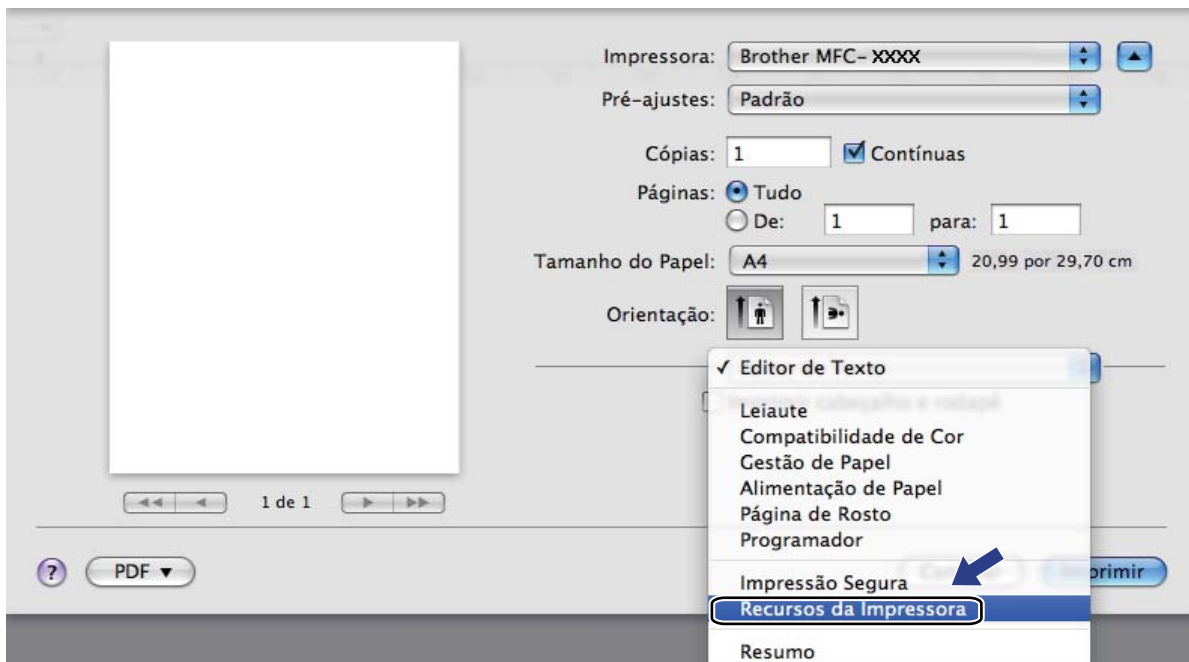 Impressora: Brother MFC- XXXX
Pré-ajustes: Padrão
Cópias: 1 Contínuas
Páginas: Tudo
De: 1 para: 1
Tamanho do Papel: A4 20,99 por 29,70 cm
Orientação:
Editor de Texto
Leiaute
Compatibilidade de Cor
Gestão de Papel
Alimentação de Papel
Página de Rosto
Programador
Impressão Segura
Recursos da Impressora
Resumo
1 de 1
? PDF
primir